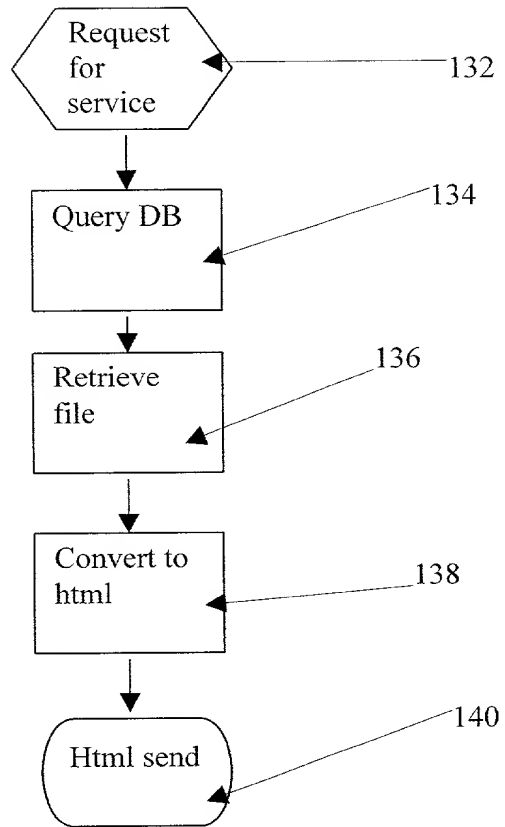 Request
for
service
132
Query DB
134
Retrieve
file
136
Convert to
html
138
Html send
140